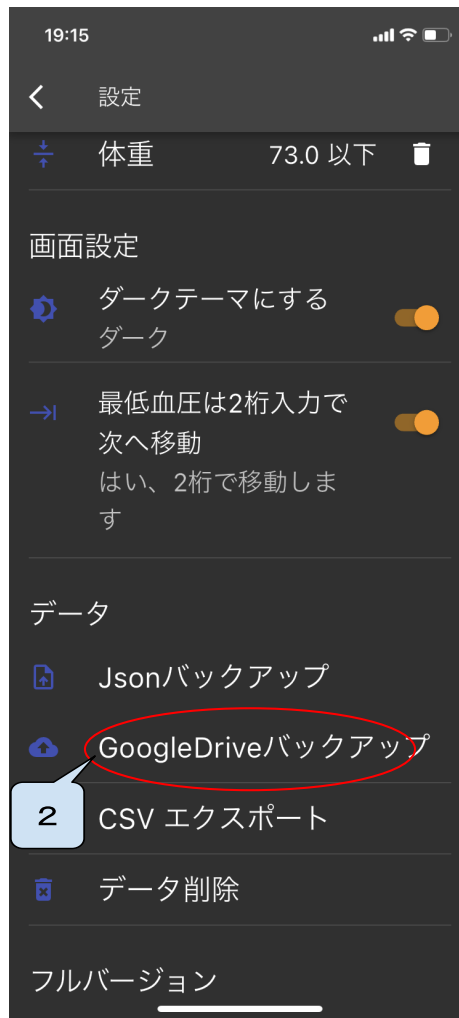 19:15
設定
体重 73.0 以下
画面設定
ダークテーマにする
ダーク
最低血圧は2桁入力で
次へ移動
はい、2桁で移動しま
す
データ
Jsonバックアップ
GoogleDriveバックアップ
2
CSV エクスポート
データ削除
フルバージョン